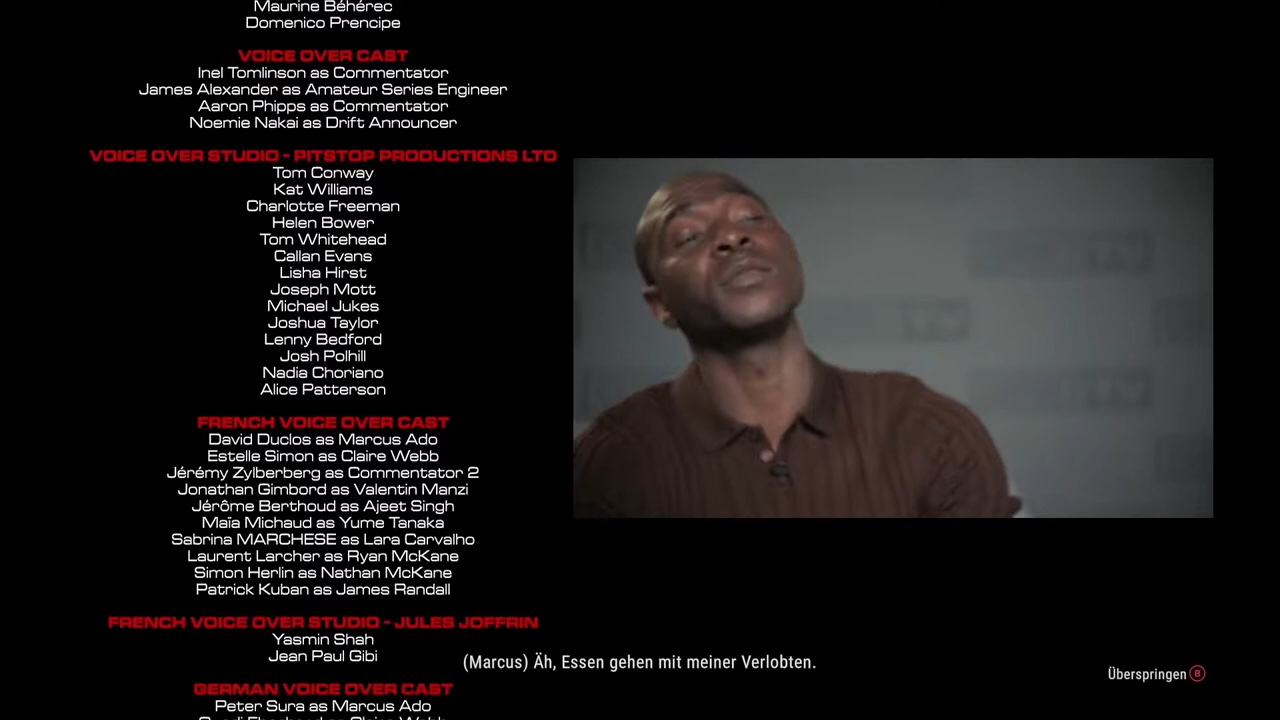 Maurine Béhérec
Domenico Prencipe
VOICE OVER CAST
Inel Tomlinson as Commentator
James Alexander as Amateur Series Engineer
Aaron Phipps as Commentator
Noemie Nakai as Drift Announcer
VOICE OVER STUDIO - PITSTOP PRODUCTIONS LTD
Tom Conway
Kat Williams
Charlotte Freeman
Helen Bower
Tom Whitehead
Callan Evans
Lisha Hirst
Joseph Mott
Michael Jukes
Joshua Taylor
Lenny Bedford
Josh Polhill
Nadia Choriano
Alice Patterson
FRENCH VOICE OVER CAST
David Duclos as Marcus Ado
Estelle Simon as Claire Webb
Jérémy Zylberberg as Commentator 2
Jonathan Gimbord as Valentin Manzi
Jérôme Berthoud as Ajeet Singh
Maïa Michaud as Yume Tanaka
Sabrina MARCHESE as Lara Carvalho
Laurent Larcher as Ryan McKane
Simon Herlin as Nathan McKane
Patrick Kuban as James Randall
FRENCH VOICE OVER STUDIO - JULES JOFFRIN
Yasmin Shah
Jean Paul Gibi
(Marcus) Äh, Essen gehen mit meiner Verlobten.
Überspringen B
GERMAN VOICE OVER CAST
Peter Sura as Marcus Ado
as Claire Webb